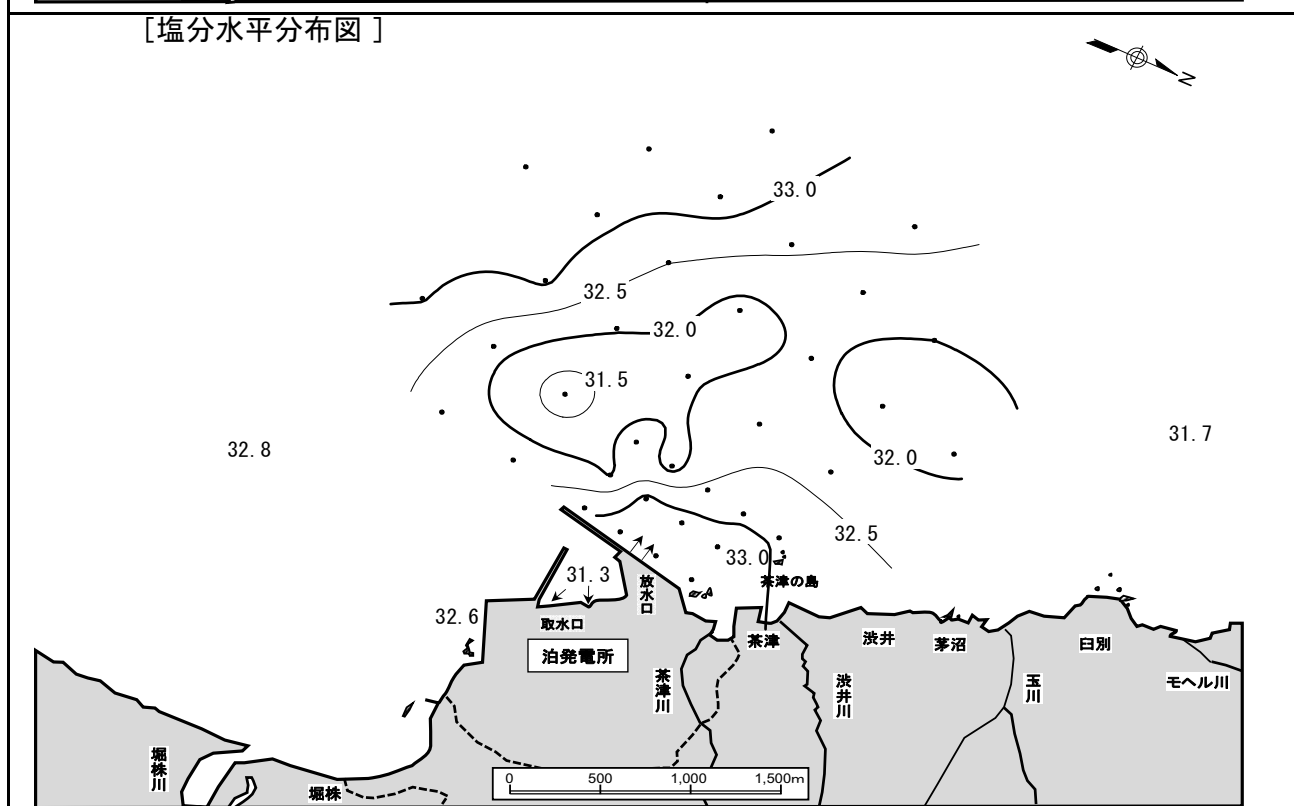 [塩分水平分布図 ]
N
33.0
32.5
32.0
31.5
32.8
31.7
32.0
32.5
33.0
31.3
放水口
茶津の島
32.6
取水口
泊発電所
茶津川
茶津
渋井
茅沼
臼別
渋井川
玉川
モヘル川
堀株川
堀株
0 500 1,000 1,500m